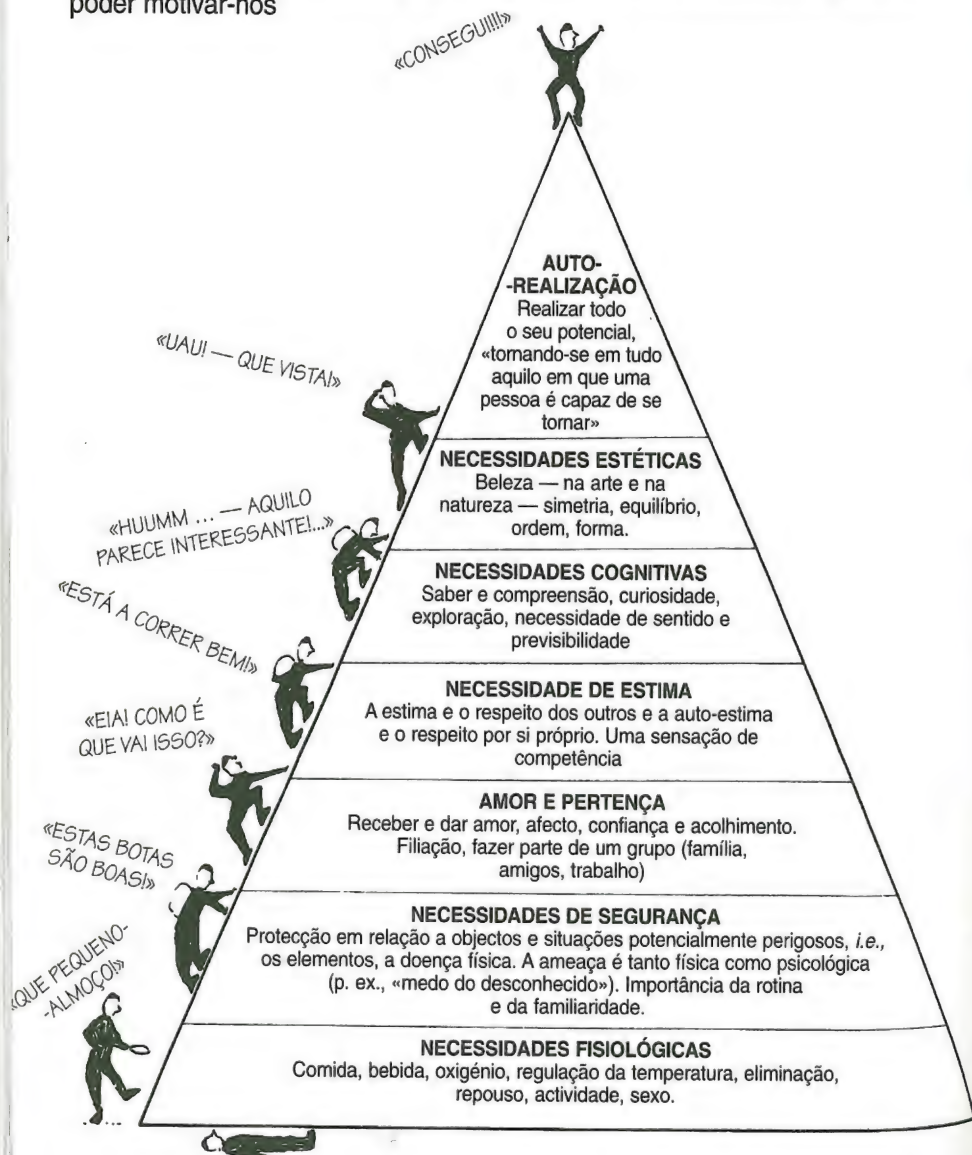 poder motivar-nos
«CONSEGUI!!!!»
AUTO-
-REALIZAÇÃO
Realizar todo
o seu potencial,
«tornando-se em tudo
aquilo em que uma
pessoa é capaz de se
tornar»
«UAU! — QUE VISTA!»
NECESSIDADES ESTÉTICAS
Beleza — na arte e na
natureza — simetria, equilíbrio,
ordem, forma.
«HUUMM ... — AQUILO
PARECE INTERESSANTE!...»
NECESSIDADES COGNITIVAS
Saber e compreensão, curiosidade,
exploração, necessidade de sentido e
previsibilidade
«ESTÁ A CORRER BEM!»
NECESSIDADE DE ESTIMA
A estima e o respeito dos outros e a auto-estima
e o respeito por si próprio. Uma sensação de
competência
«EIA! COMO É
QUE VAI ISSO?»
AMOR E PERTENÇA
Receber e dar amor, afecto, confiança e acolhimento.
Filiação, fazer parte de um grupo (família,
amigos, trabalho)
«ESTAS BOTAS
SÃO BOAS!»
NECESSIDADES DE SEGURANÇA
Protecção em relação a objectos e situações potencialmente perigosos, i.e.,
os elementos, a doença física. A ameaça é tanto física como psicológica
(p. ex., «medo do desconhecido»). Importância da rotina
e da familiaridade.
«QUE PEQUENO-
-ALMOÇO!»
NECESSIDADES FISIOLÓGICAS
Comida, bebida, oxigénio, regulação da temperatura, eliminação,
repouso, actividade, sexo.